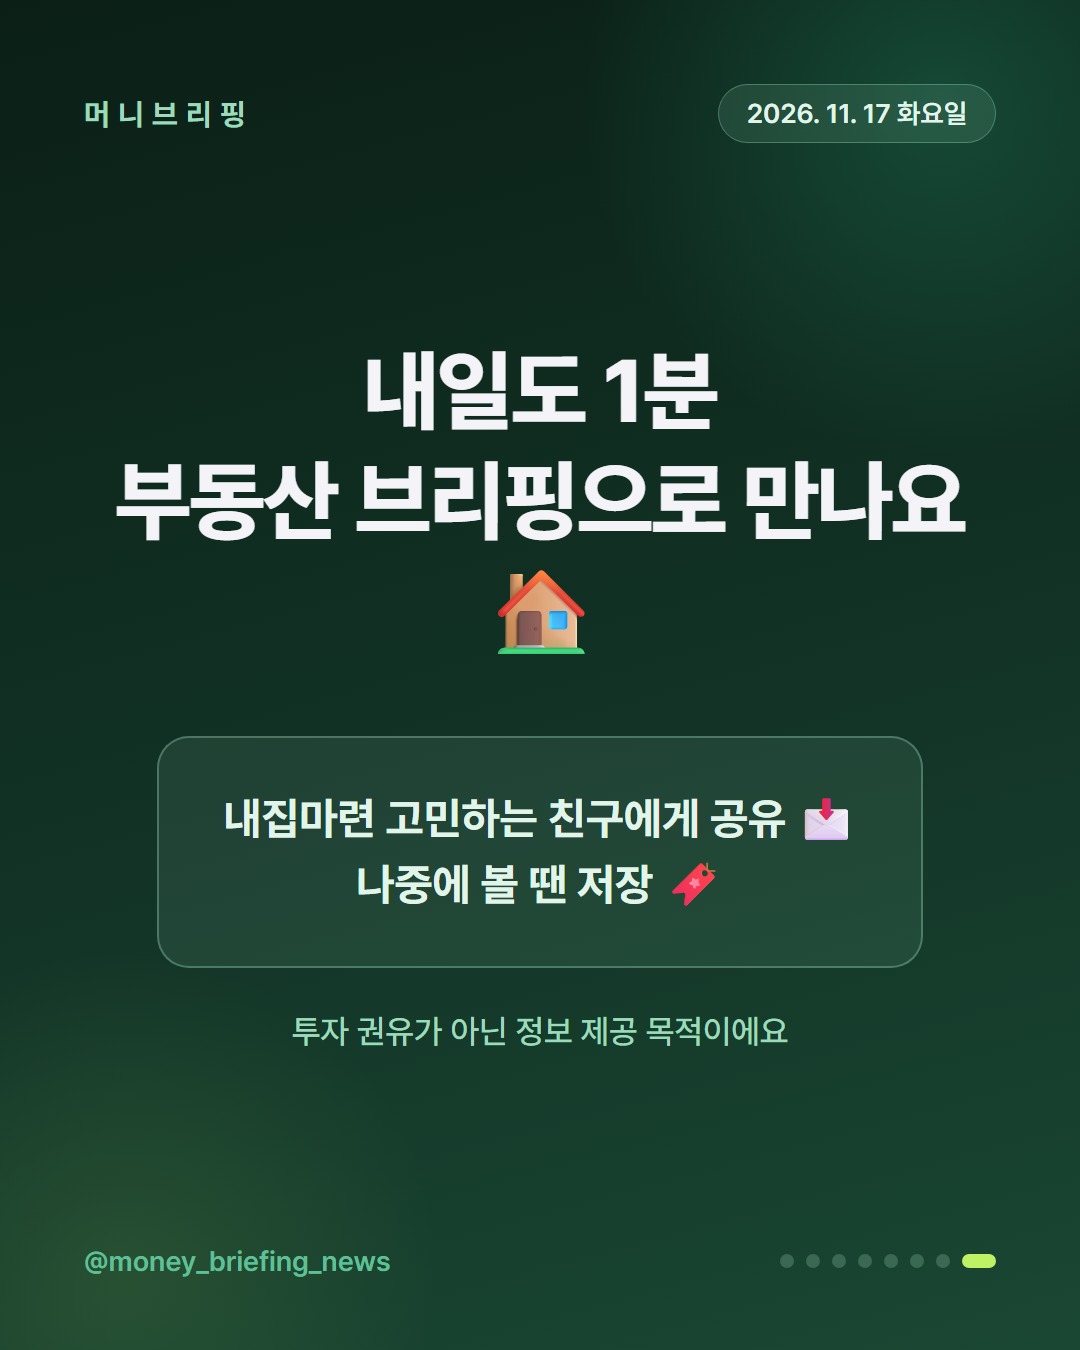 머니브리핑
2026. 11. 17 화요일
내일도 1분
부동산 브리핑으로 만나요
내집마련 고민하는 친구에게 공유
나중에 볼 땐 저장
투자 권유가 아닌 정보 제공 목적이에요
@money_briefing_news